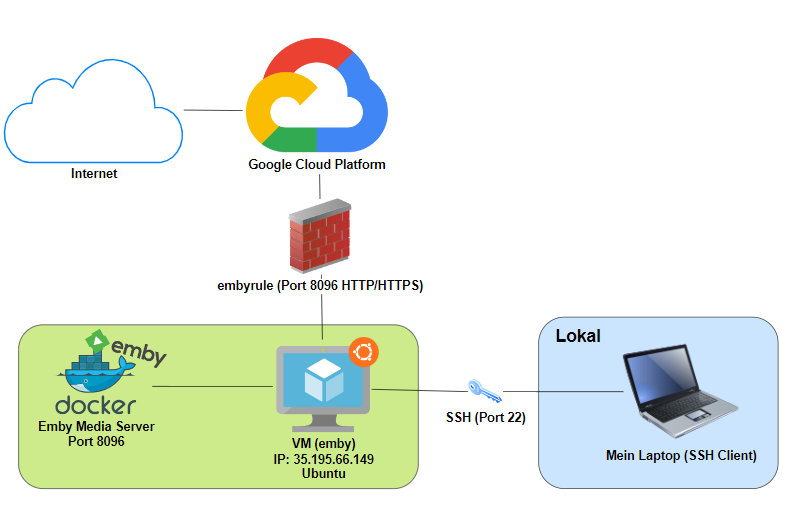 Internet
Google Cloud Platform
embyrule (Port 8096 HTTP/HTTPS)
emby
docker
Emby Media Server
Port 8096
VM (emby)
IP: 35.195.66.149
Ubuntu
SSH (Port 22)
Lokal
Mein Laptop (SSH Client)